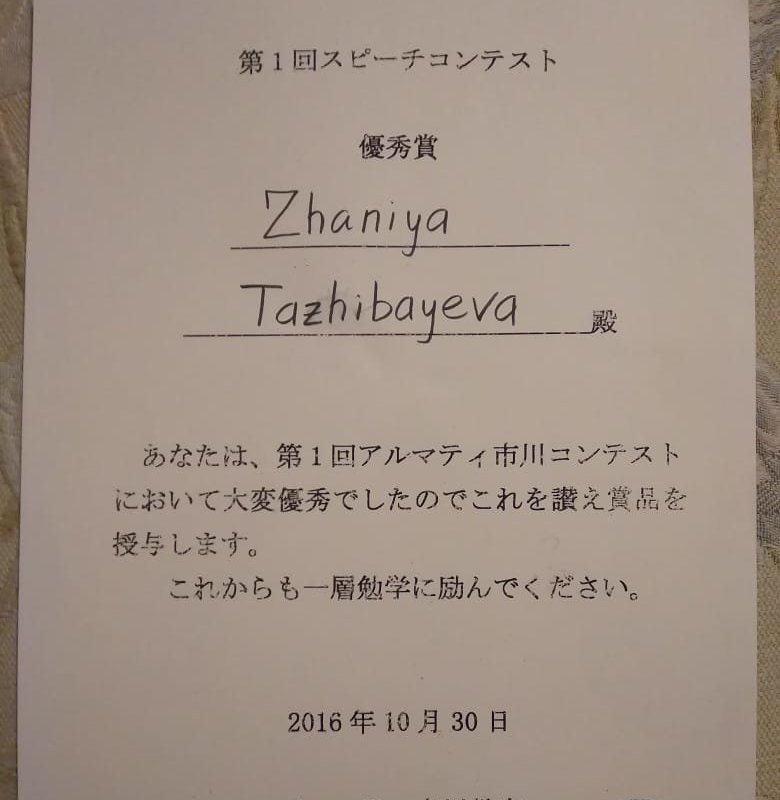 第1回スピーチコンテスト
優秀賞
Zhaniya
Tazhibayeva 殿
あなたは、第1回アルマティ市川コンテスト
において大変優秀でしたのでこれを讃え賞品を
授与します。
これからも一層勉学に励んでください。
2016年10月30日